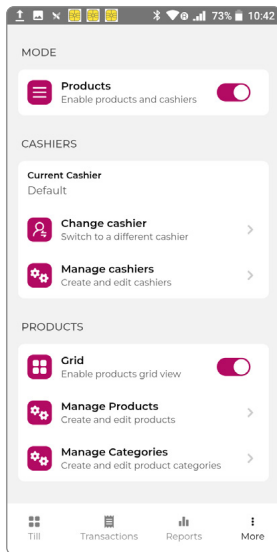 73% 10:42
MODE
Products
Enable products and cashiers
CASHIERS
Current Cashier
Default
Change cashier
Switch to a different cashier
Manage cashiers
Create and edit cashiers
PRODUCTS
Grid
Enable products grid view
Manage Products
Create and edit products
Manage Categories
Create and edit product categories
Till Transactions Reports More